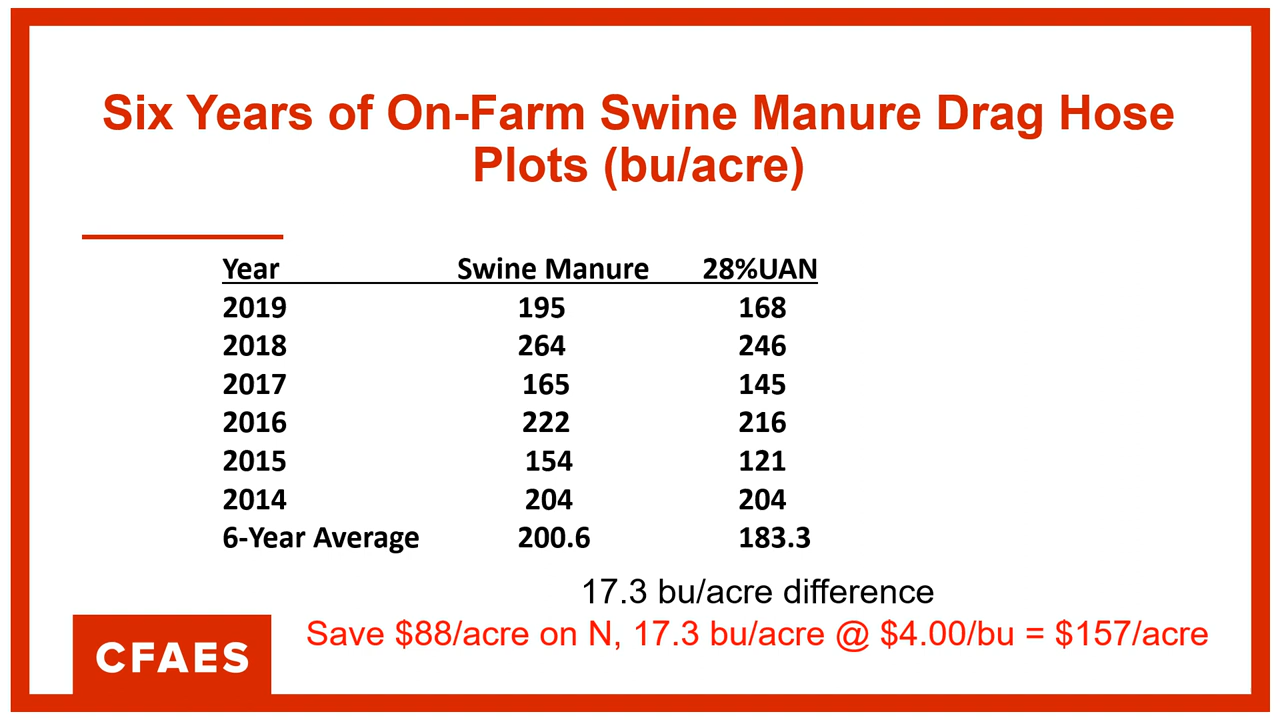 Six Years of On-Farm Swine Manure Drag Hose
Plots (bu/acre)
Year Swine Manure 28%UAN
2019 195 168
2018 264 246
2017 165 145
2016 222 216
2015 154 121
2014 204 204
6-Year Average 200.6 183.3
17.3 bu/acre difference
Save $88/acre on N, 17.3 bu/acre @ $4.00/bu = $157/acre
CFAES